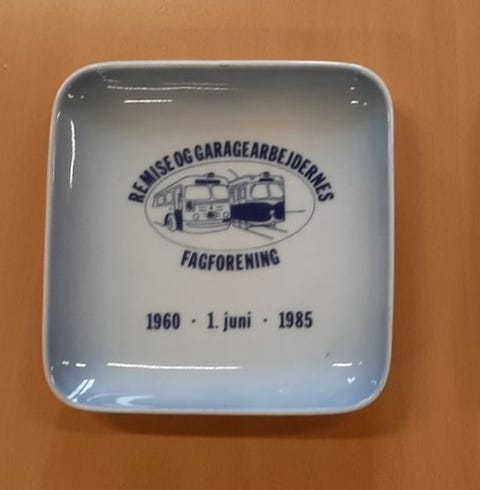 REMISE OG GARAGEARBEJDERNES
FAGFORENING
1960 · 1. juni · 1985